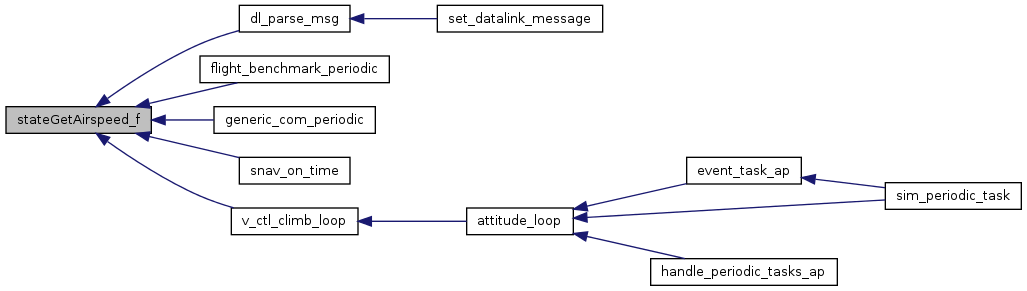 dl_parse_msg
set_datalink_message
flight_benchmark_periodic
stateGetAirspeed_f
generic_com_periodic
snav_on_time
event_task_ap
sim_periodic_task
v_ctl_climb_loop
attitude_loop
handle_periodic_tasks_ap